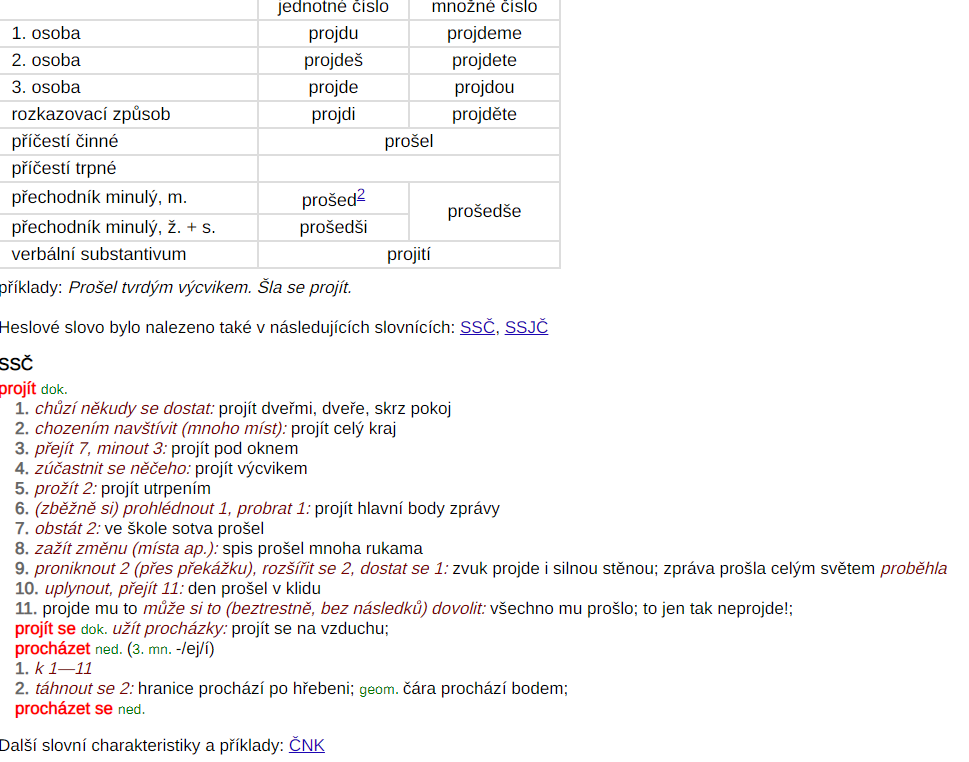 jednotné číslo množné číslo
1. osoba projdu projdeme
2. osoba projdeš projdete
3. osoba projde projdou
rozkazovací způsob projdi projděte
příčestí činné prošel
příčestí trpné
přechodník minulý, m. prošed2 prošedše
přechodník minulý, ž. + s. prošedši
verbální substantivum projití
příklady: Prošel tvrdým výcvikem. Šla se projít.
Heslové slovo bylo nalezeno také v následujících slovnících: SSČ, SSJČ
SSČ
projít dok.
1. chůzí někudy se dostat: projít dveřmi, dveře, skrz pokoj
2. chozením navštívit (mnoho míst): projít celý kraj
3. přejít 7, minout 3: projít pod oknem
4. zúčastnit se něčeho: projít výcvikem
5. prožít 2: projít utrpením
6. (zběžně si) prohlédnout 1, probrat 1: projít hlavní body zprávy
7. obstát 2: ve škole sotva prošel
8. zažít změnu (místa ap.): spis prošel mnoha rukama
9. proniknout 2 (přes překážku), rozšířit se 2, dostat se 1: zvuk projde i silnou stěnou; zpráva prošla celým světem proběhla
10. uplynout, přejít 11: den prošel v klidu
11. projde mu to může si to (beztrestně, bez následků) dovolit: všechno mu prošlo; to jen tak neprojde!;
projít se dok. užít procházky: projít se na vzduchu;
procházet ned. (3. mn. -/ej/í)
1. k 1—11
2. táhnout se 2: hranice prochází po hřebeni; geom. čára prochází bodem;
procházet se ned.
Další slovní charakteristiky a příklady: ČNK